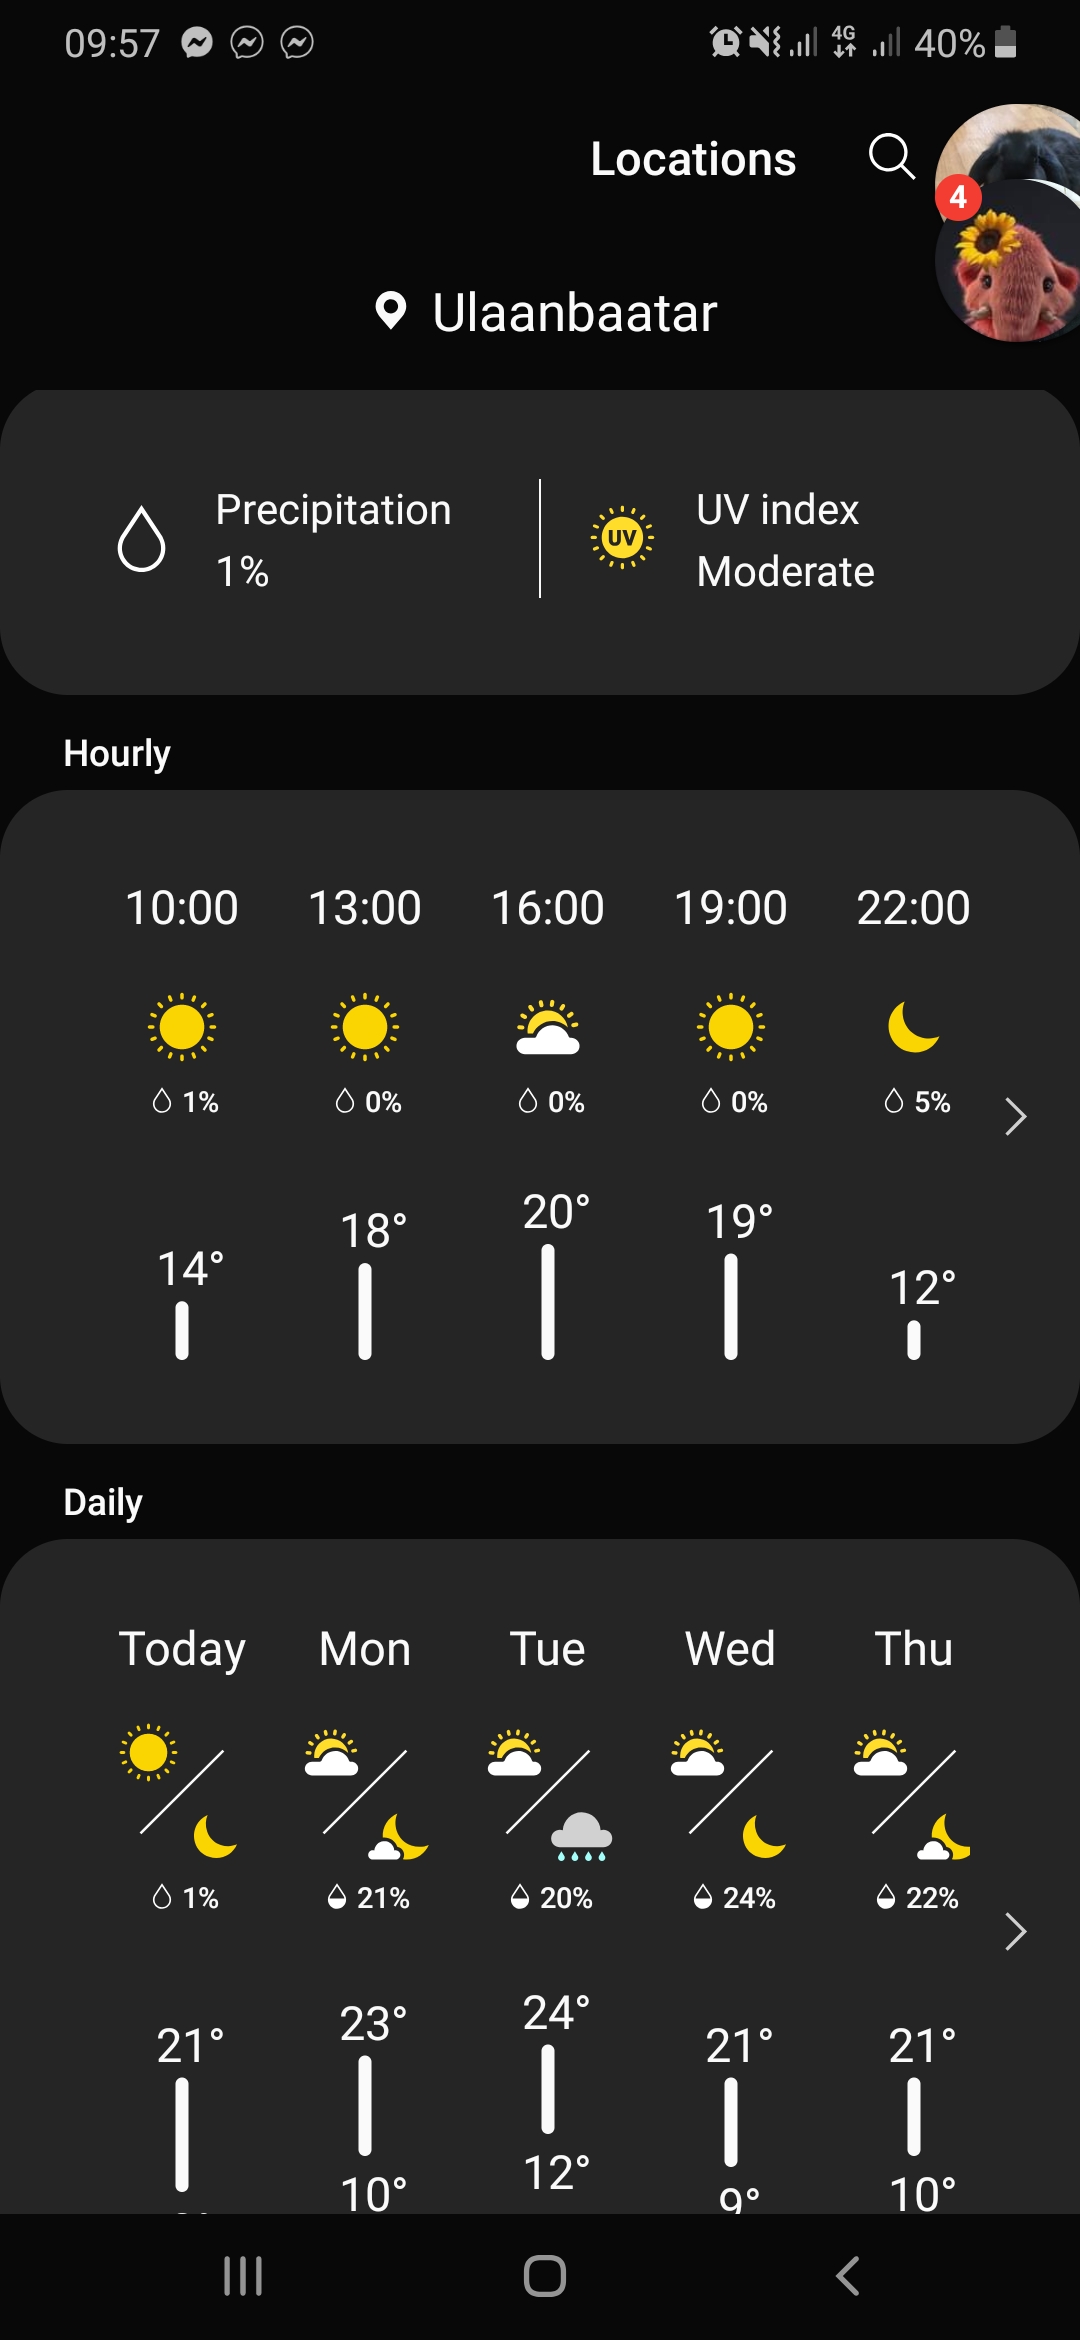 09:57 4G 40%
Locations
4
Ulaanbaatar
Precipitation
1%
UV
UV index
Moderate
Hourly
10:00 13:00 16:00 19:00 22:00
1% 0% 0% 0% 5%
14° 18° 20° 19° 12°
Daily
Today Mon Tue Wed Thu
1% 21% 20% 24% 22%
21° 23° 24° 21° 21°
10° 12° 9° 10°